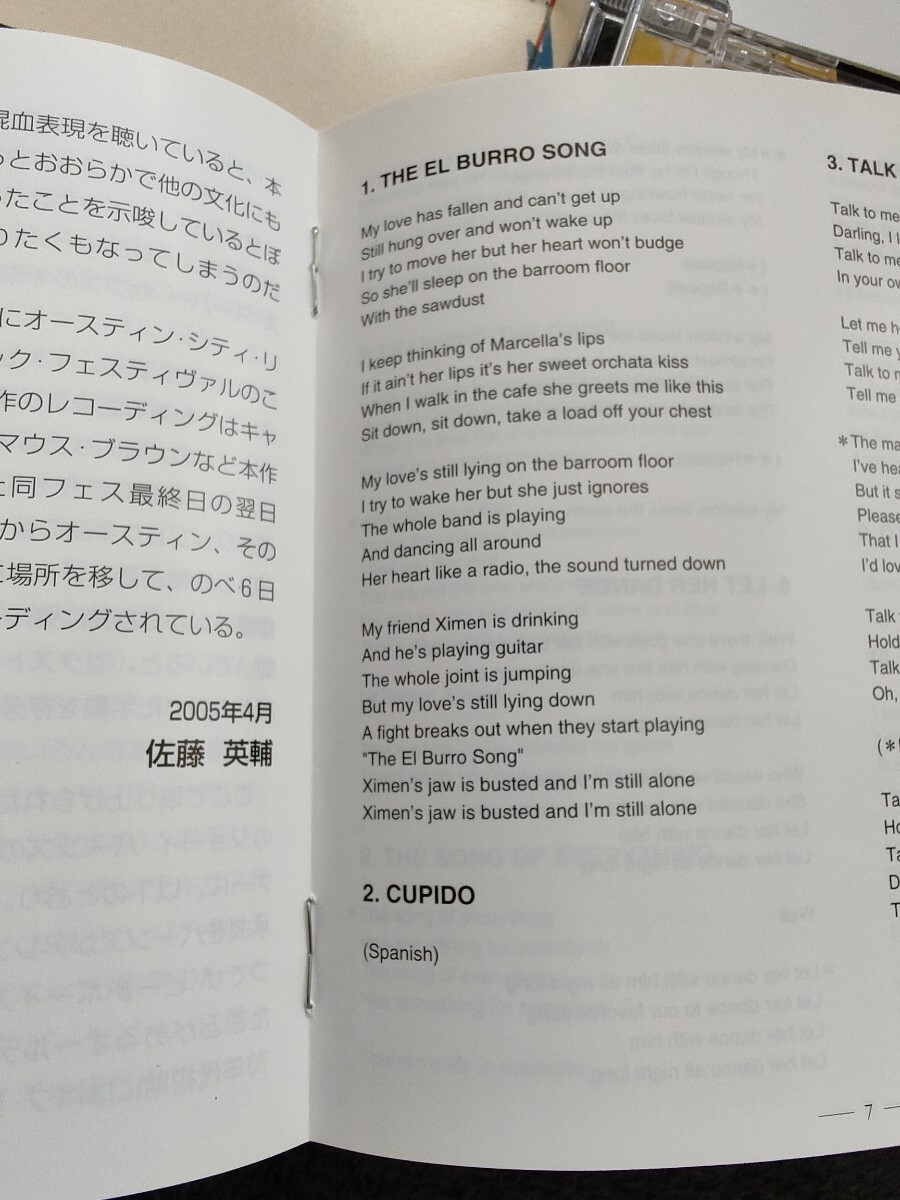 混血表現を聴いていると、本
っとおおらかで他の文化にも
ったことを示唆しているとぼ
りたくもなってしまうのだ
にオースティン・シティ・リ
ック・フェスティヴァルのこ
作のレコーディングはキャ
マウス・ブラウンなど本作
と同フェス最終日の翌日
からオースティン、その
に場所を移して、のべ6日
ーディングされている。
2005年4月
佐藤 英輔
1. THE EL BURRO SONG
My love has fallen and can't get up
Still hung over and won't wake up
I try to move her but her heart won't budge
So she'll sleep on the barroom floor
With the sawdust
I keep thinking of Marcella's lips
If it ain't her lips it's her sweet orchata kiss
When I walk in the cafe she greets me like this
Sit down, sit down, take a load off your chest
My love's still lying on the barroom floor
I try to wake her but she just ignores
The whole band is playing
And dancing all around
Her heart like a radio, the sound turned down
My friend Ximen is drinking
And he's playing guitar
The whole joint is jumping
But my love's still lying down
A fight breaks out when they start playing
"The El Burro Song"
Ximen's jaw is busted and I'm still alone
Ximen's jaw is busted and I'm still alone
2. CUPIDO
(Spanish)
3. TALK
Talk to me
Darling, I
Talk to me
In your
Let me
Tell me
Talk to
Tell me
*The
I've
But it
Please
That I
I'd
Talk
Hold
Talk
Oh,
(*
— 7